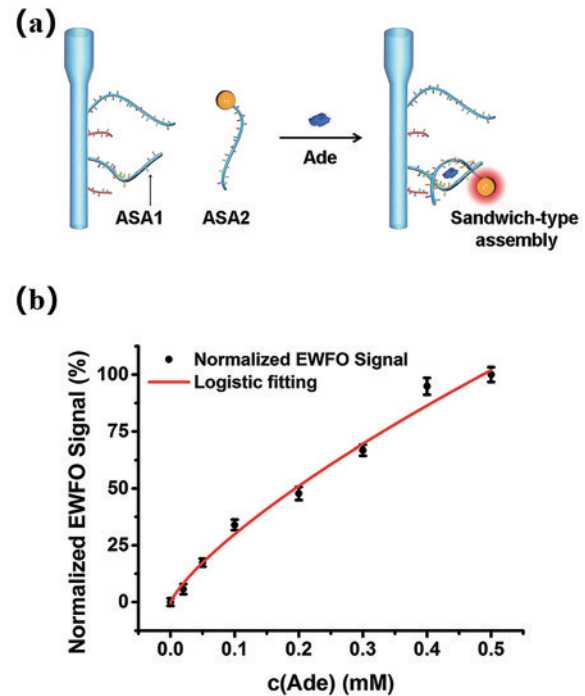 (a)
Ade
ASA1
ASA2
Sandwich-type
assembly
(b)
Normalized EWFO Signal (%)
Normalized EWFO Signal
Logistic fitting
100
75
50
25
0
0.0 0.1 0.2 0.3 0.4 0.5
c(Ade) (mM)